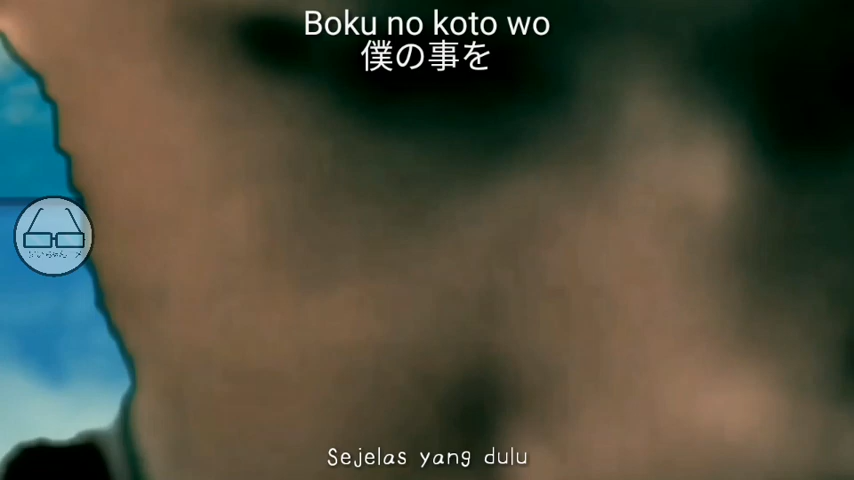 Boku no koto wo
僕の事を
Sejelas yang dulu